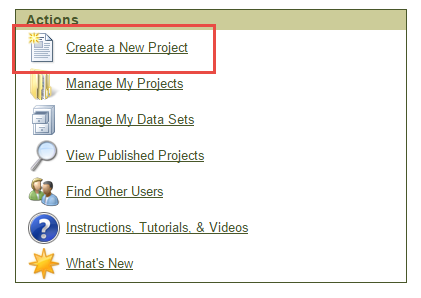 Actions
Create a New Project
Manage My Projects
Manage My Data Sets
View Published Projects
Find Other Users
Instructions, Tutorials, & Videos
What's New